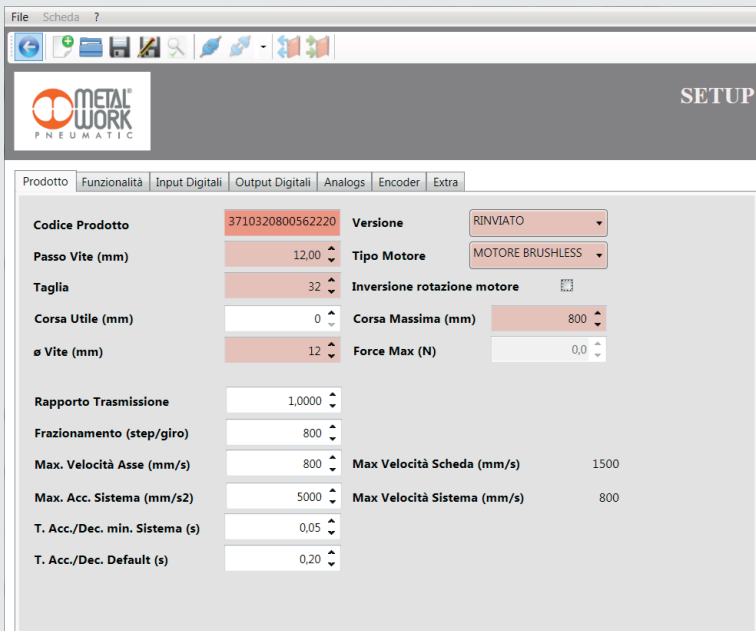 File Scheda ?
SETUP
METAL®
WORK
PNEUMATIC
Prodotto Funzionalità Input Digitali Output Digitali Analogs Encoder Extra
Codice Prodotto 3710320800562220 Versione RINVIATO
Passo Vite (mm) 12,00 Tipo Motore MOTORE BRUSHLESS
Taglia 32 Inversione rotazione motore
Corsa Utile (mm) 0 Corsa Massima (mm) 800
ø Vite (mm) 12 Force Max (N) 0,0
Rapporto Trasmissione 1,0000
Frazionamento (step/giro) 800
Max. Velocità Asse (mm/s) 800 Max Velocità Scheda (mm/s) 1500
Max. Acc. Sistema (mm/s2) 5000 Max Velocità Sistema (mm/s) 800
T. Acc./Dec. min. Sistema (s) 0,05
T. Acc./Dec. Default (s) 0,20